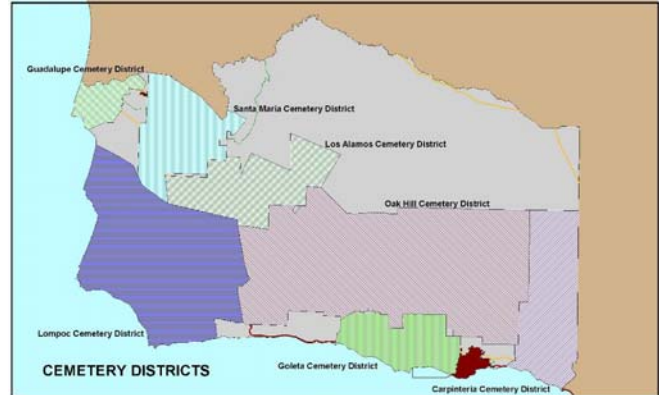 Guadalupe Cemetery District
Santa Maria Cemetery District
Los Alamos Cemetery District
Oak Hill Cemetery District
Lompoc Cemetery District
Goleta Cemetery District
CEMETERY DISTRICTS
Carpinteria Cemetery District